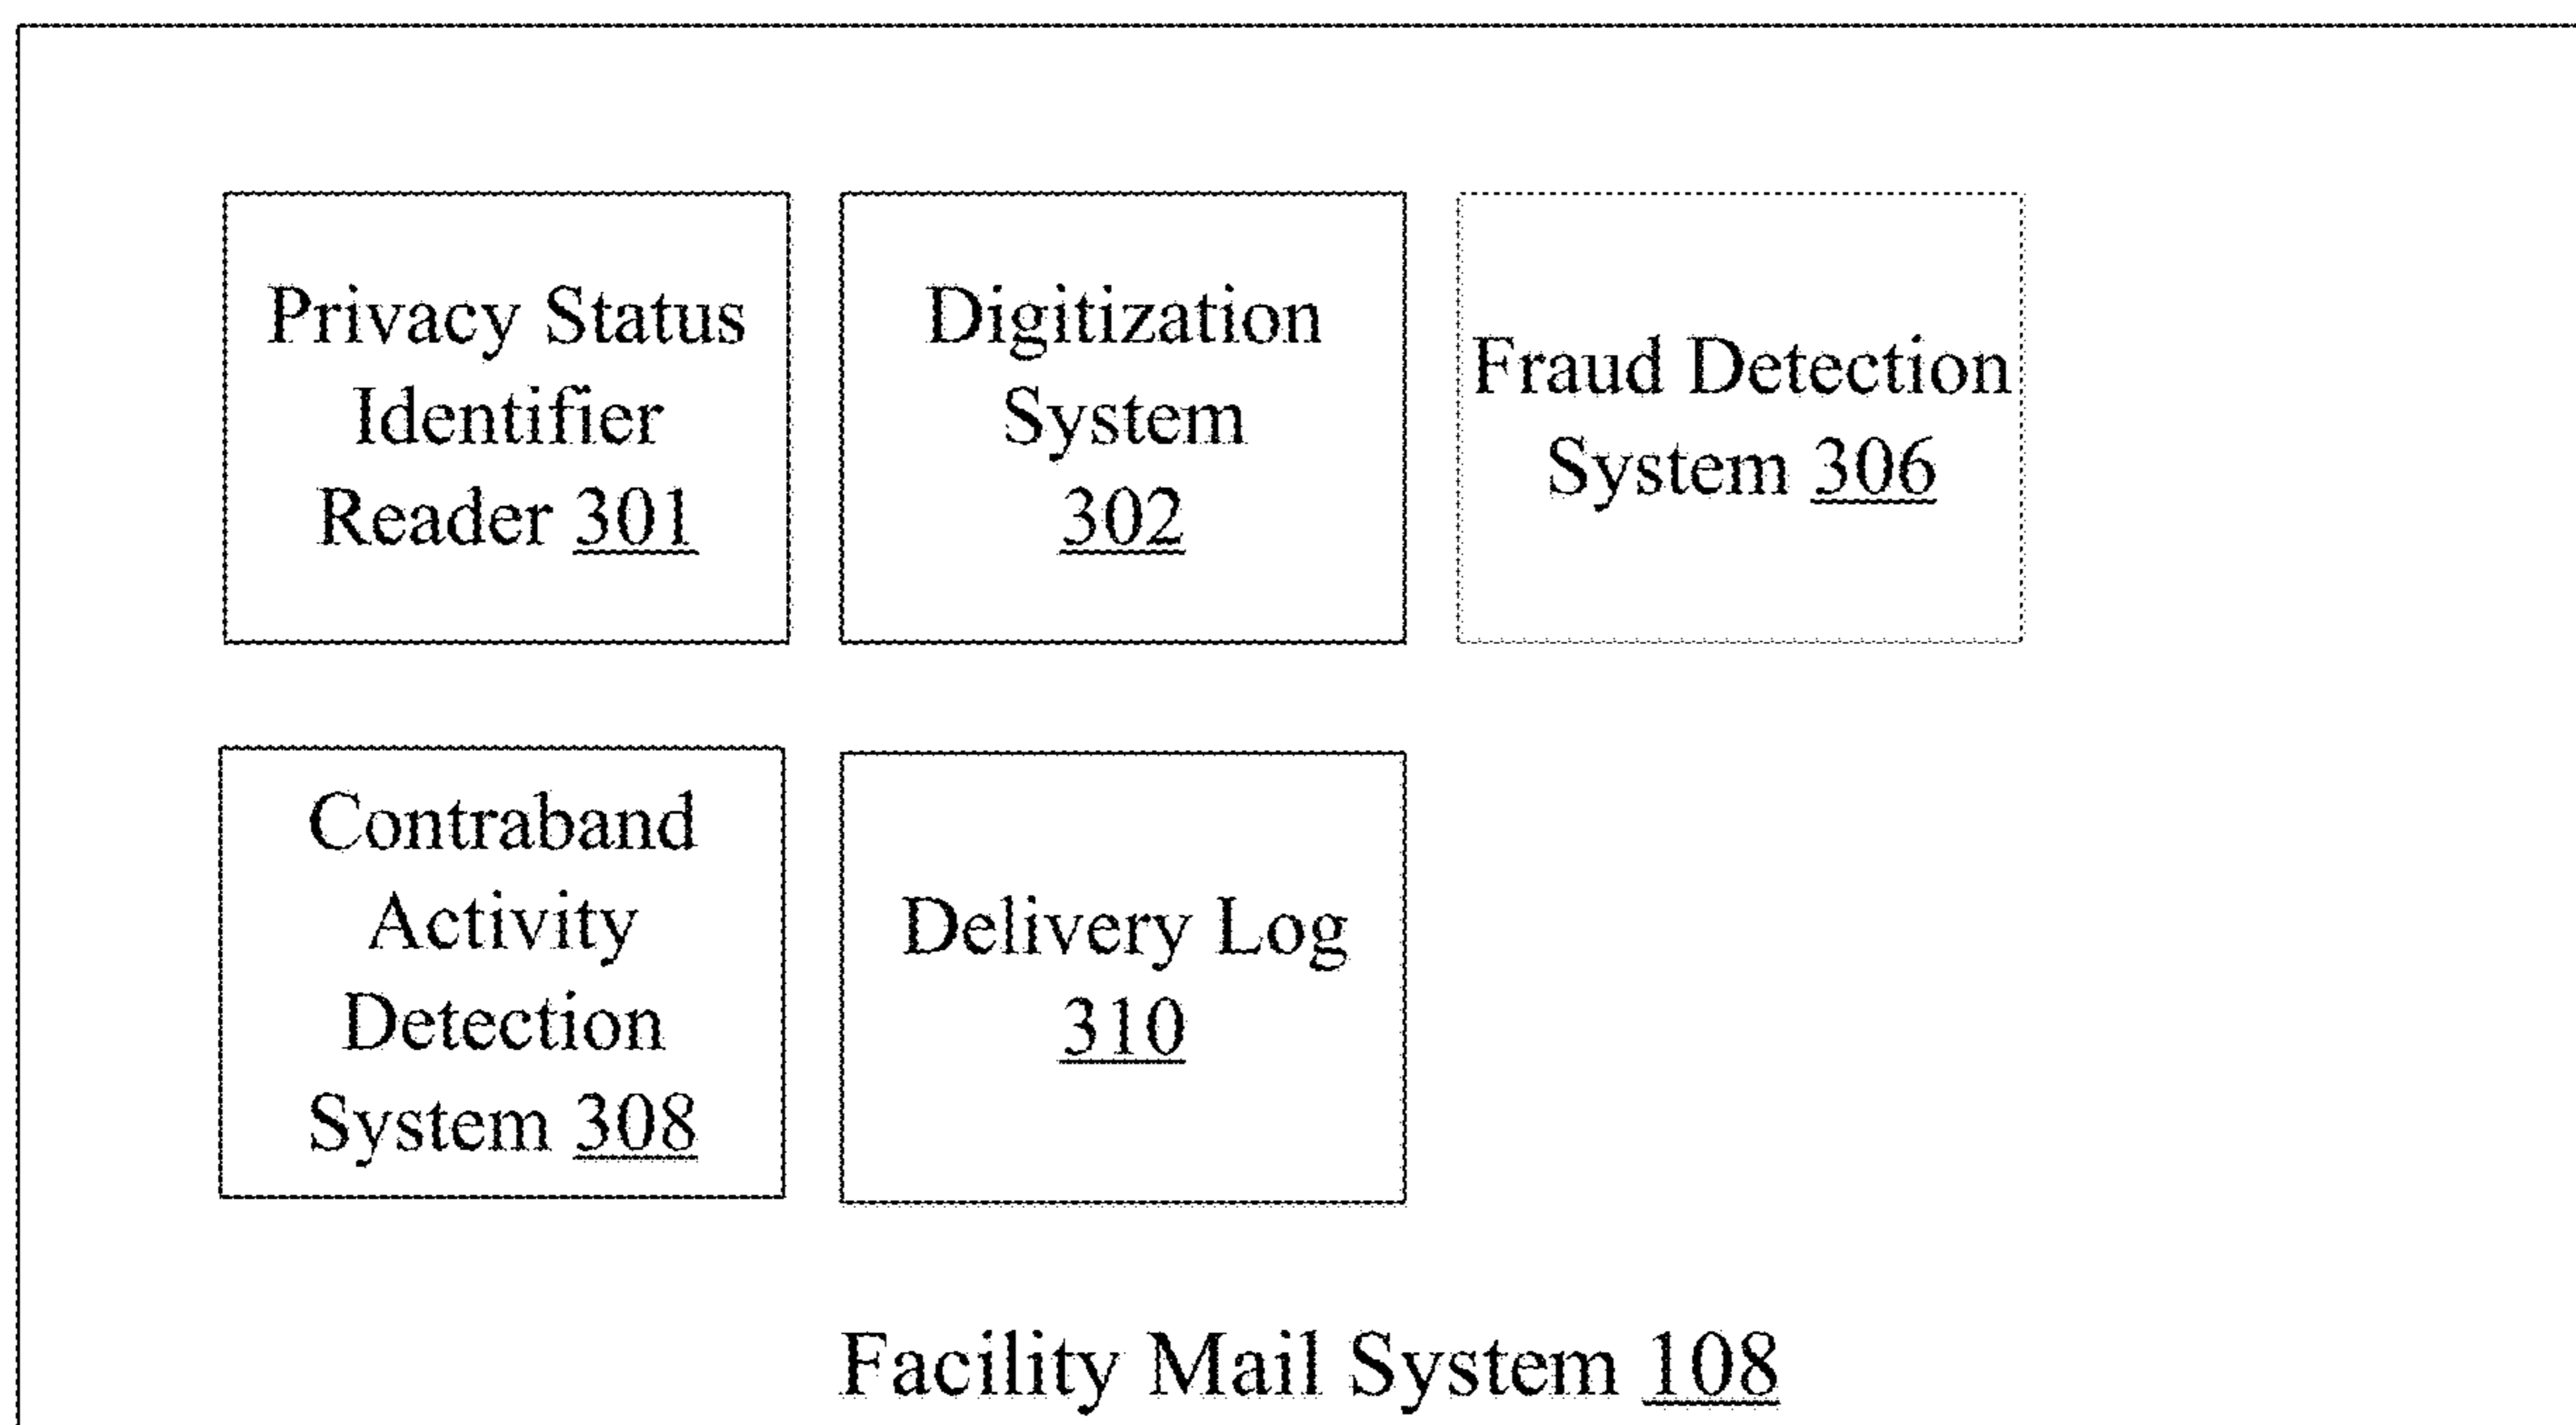 Privacy Status
Identifier
Reader 301
Digitization
System
302
Fraud Detection
System 306
Contraband
Activity
Detection
System 308
Delivery Log
310
Facility Mail System 108